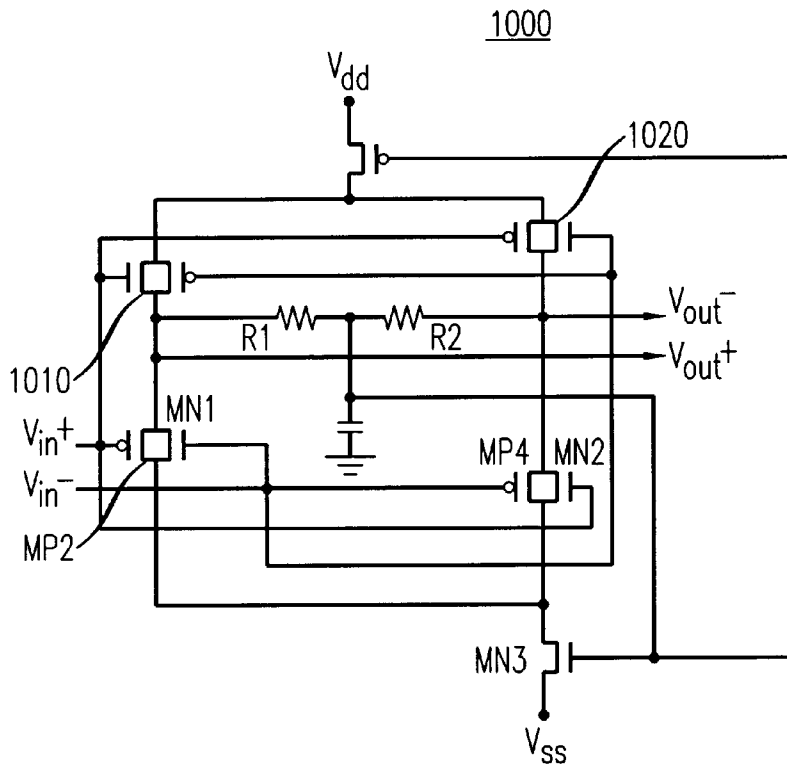 1000
Vdd
1020
R1
R2
Vout-
Vout+
1010
MN1
Vin+
MP4
MN2
Vin-
MP2
MN3
Vss